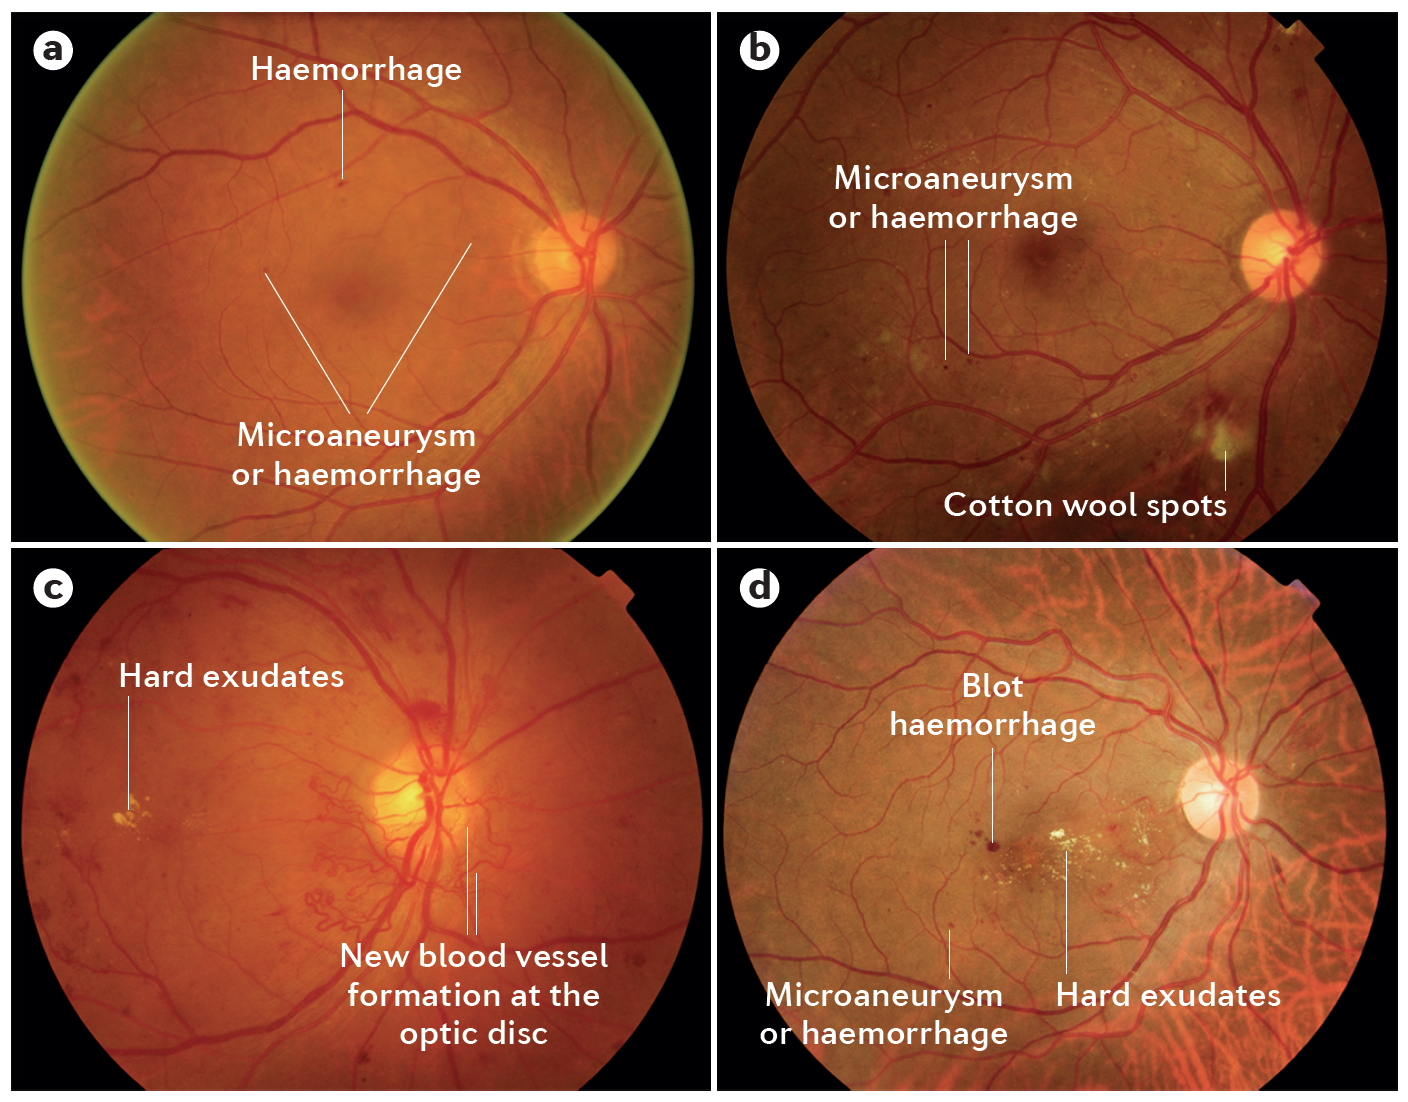 a
Haemorrhage
Microaneurysm
or haemorrhage
b
Microaneurysm
or haemorrhage
Cotton wool spots
c
Hard exudates
New blood vessel
formation at the
optic disc
d
Blot
haemorrhage
Microaneurysm
or haemorrhage
Hard exudates